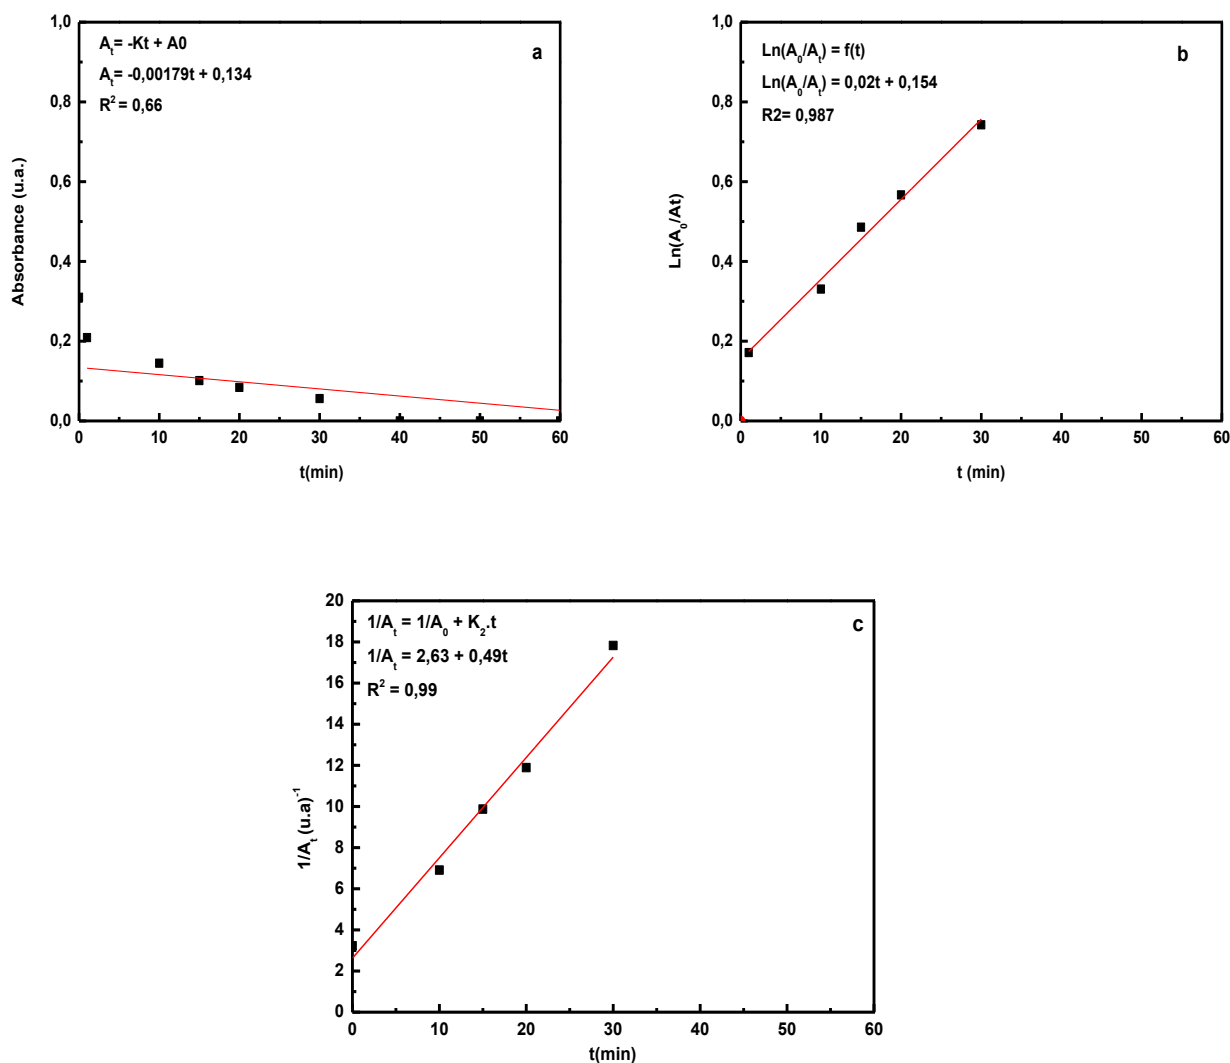 a
A_t= -Kt + A0
A_t= -0,00179t + 0,134
R² = 0,66
1,0
0,8
0,6
0,4
0,2
0,0
Absorbance (u.a.)
0 10 20 30 40 50 60
t(min)
b
Ln(A_0/A_t) = f(t)
Ln(A_0/A_t) = 0,02t + 0,154
R2= 0,987
1,0
0,8
0,6
0,4
0,2
0,0
Ln(A_0/At)
0 10 20 30 40 50 60
t (min)
c
1/A_t = 1/A_0 + K_2.t
1/A_t = 2,63 + 0,49t
R² = 0,99
20
18
16
14
12
10
8
6
4
2
0
1/A_t (u.a)⁻¹
0 10 20 30 40 50 60
t(min)